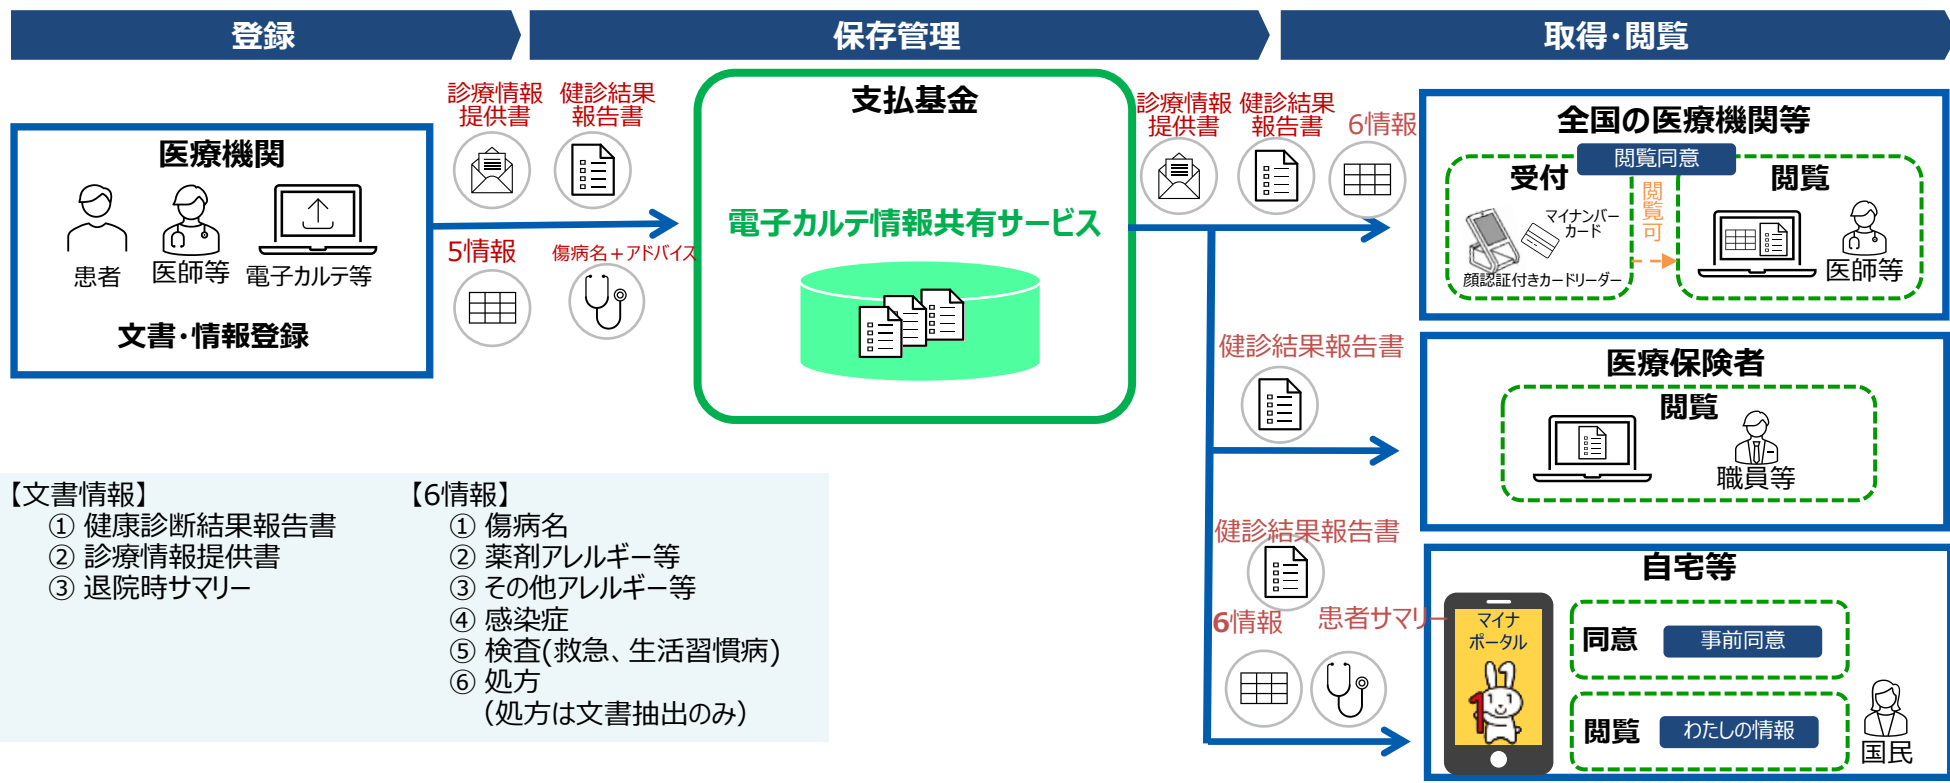 登録
保存管理
取得・閲覧
医療機関
患者
医師等
電子カルテ等
文書・情報登録
診療情報
提供書
健診結果
報告書
5情報
傷病名＋アドバイス
支払基金
電子カルテ情報共有サービス
診療情報
提供書
健診結果
報告書
6情報
全国の医療機関等
閲覧同意
受付
マイナンバー
カード
顔認証付きカードリーダー
閲覧可
閲覧
医師等
健診結果報告書
医療保険者
閲覧
職員等
健診結果報告書
6情報
患者サマリー
自宅等
マイナ
ポータル
同意
事前同意
閲覧
わたしの情報
国民
【文書情報】
① 健康診断結果報告書
② 診療情報提供書
③ 退院時サマリー
【6情報】
① 傷病名
② 薬剤アレルギー等
③ その他アレルギー等
④ 感染症
⑤ 検査(救急、生活習慣病)
⑥ 処方
（処方は文書抽出のみ）